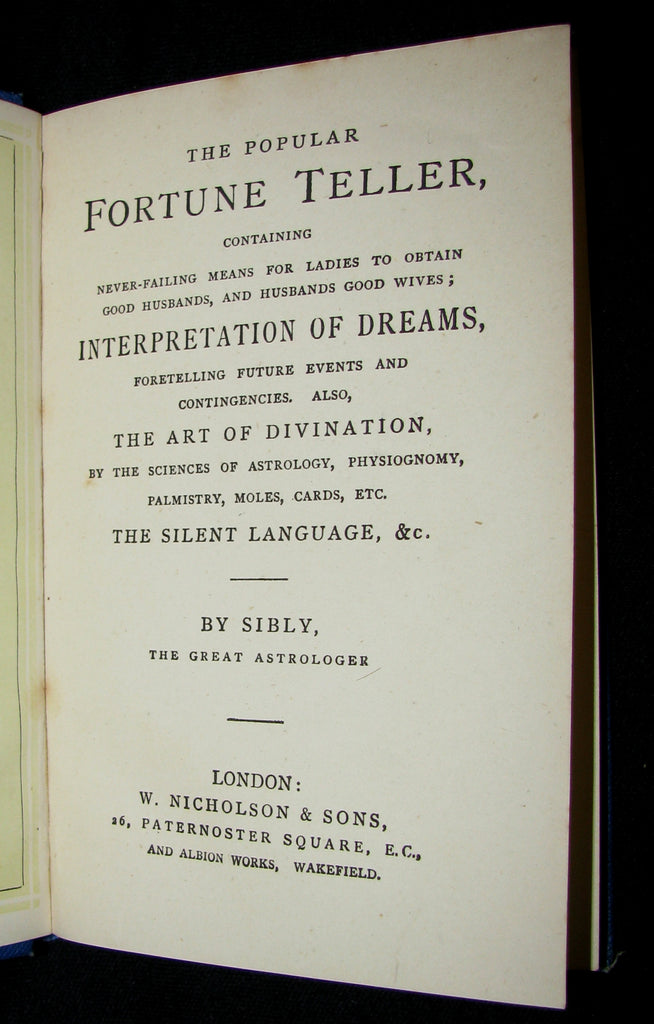 THE POPULAR
FORTUNE TELLER,
CONTAINING
NEVER-FAILING MEANS FOR LADIES TO OBTAIN
GOOD HUSBANDS, AND HUSBANDS GOOD WIVES;
INTERPRETATION OF DREAMS,
FORETELLING FUTURE EVENTS AND
CONTINGENCIES. ALSO,
THE ART OF DIVINATION,
BY THE SCIENCES OF ASTROLOGY, PHYSIOGNOMY,
PALMISTRY, MOLES, CARDS, ETC.
THE SILENT LANGUAGE, &c.
BY SIBLY,
THE GREAT ASTROLOGER
LONDON:
W. NICHOLSON & SONS,
26, PATERNOSTER SQUARE, E.C.,
AND ALBION WORKS, WAKEFIELD.